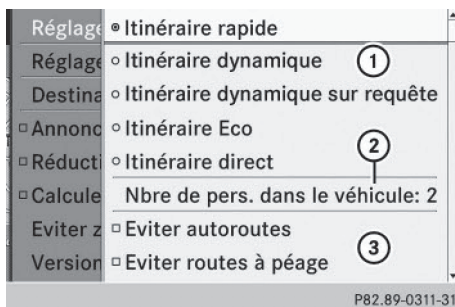 Réglage
Réglage
Destina
Annonc
Réducti
Calcule
Eviter z
Version
Itinéraire rapide
Itinéraire dynamique
Itinéraire dynamique sur requête
Itinéraire Eco
Itinéraire direct
Nbre de pers. dans le véhicule: 2
Eviter autoroutes
Eviter routes à péage
1
2
3
P82.89-0311-31